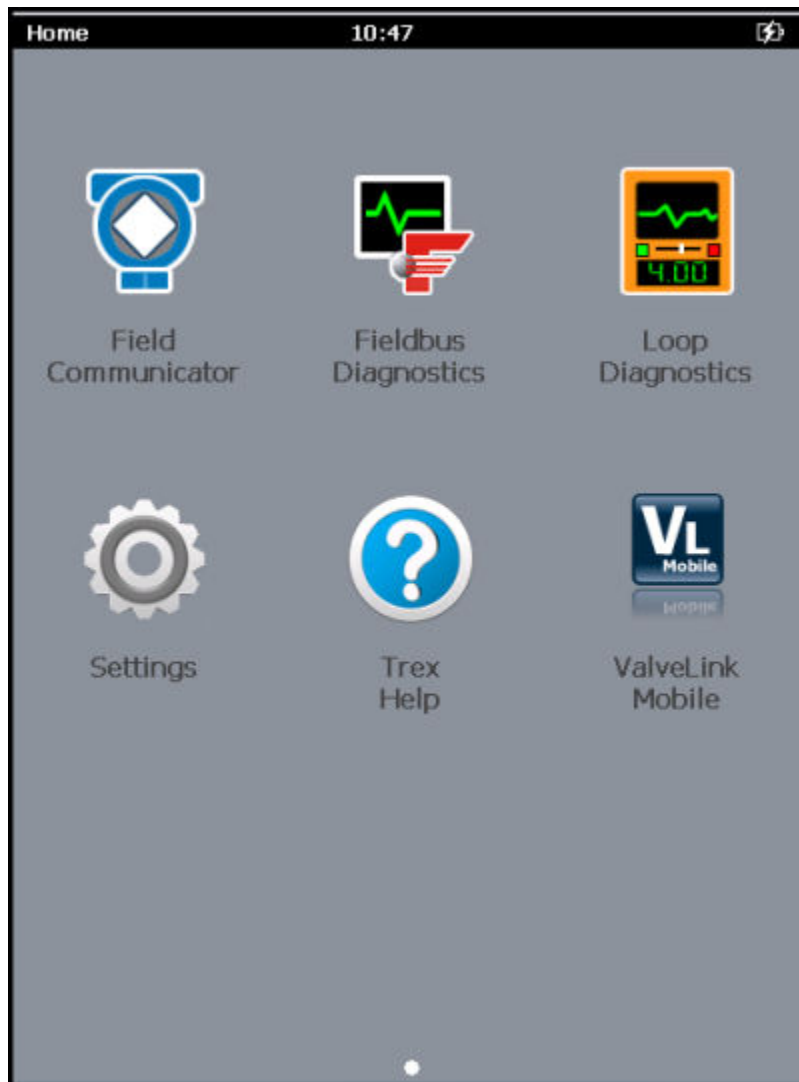 Home 10:47
Field Communicator
Fieldbus Diagnostics
Loop Diagnostics
4.00
VL
Mobile
Settings
Trex
Help
ValveLink
Mobile